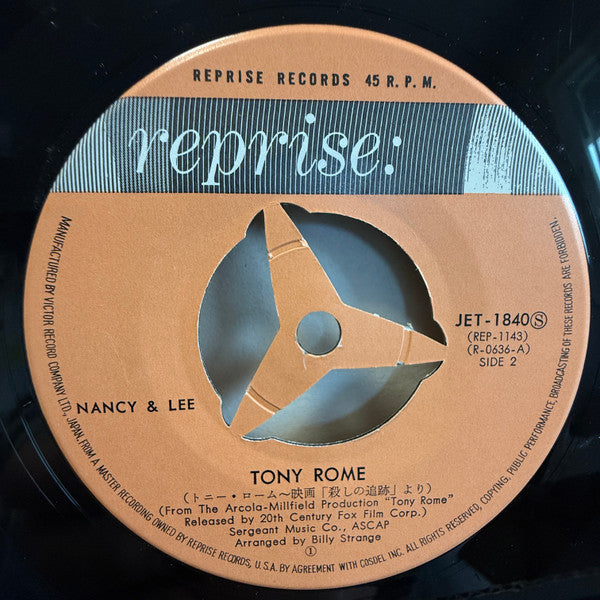 REPRISE RECORDS 45 R.P.M.
reprise:
JET-1840Ⓢ
(REP-1143)
(R-0636-A)
SIDE 2
NANCY & LEE
TONY ROME
(トニー・ローム〜映画「殺しの追跡」より)
(From The Arcola-Millfield Production "Tony Rome"
Released by 20th Century Fox Film Corp.)
Sergeant Music Co., ASCAP
Arranged by Billy Strange
①
MANUFACTURED BY VICTOR RECORD COMPANY LTD., JAPAN. FROM A MASTER RECORDING OWNED BY REPRISE RECORDS, U.S.A. BY AGREEMENT WITH COSDEL INC. ALL RIGHTS RESERVED, COPYING, PUBLIC PERFORMANCE, BROADCASTING OF THESE RECORDS ARE FORBIDDEN.